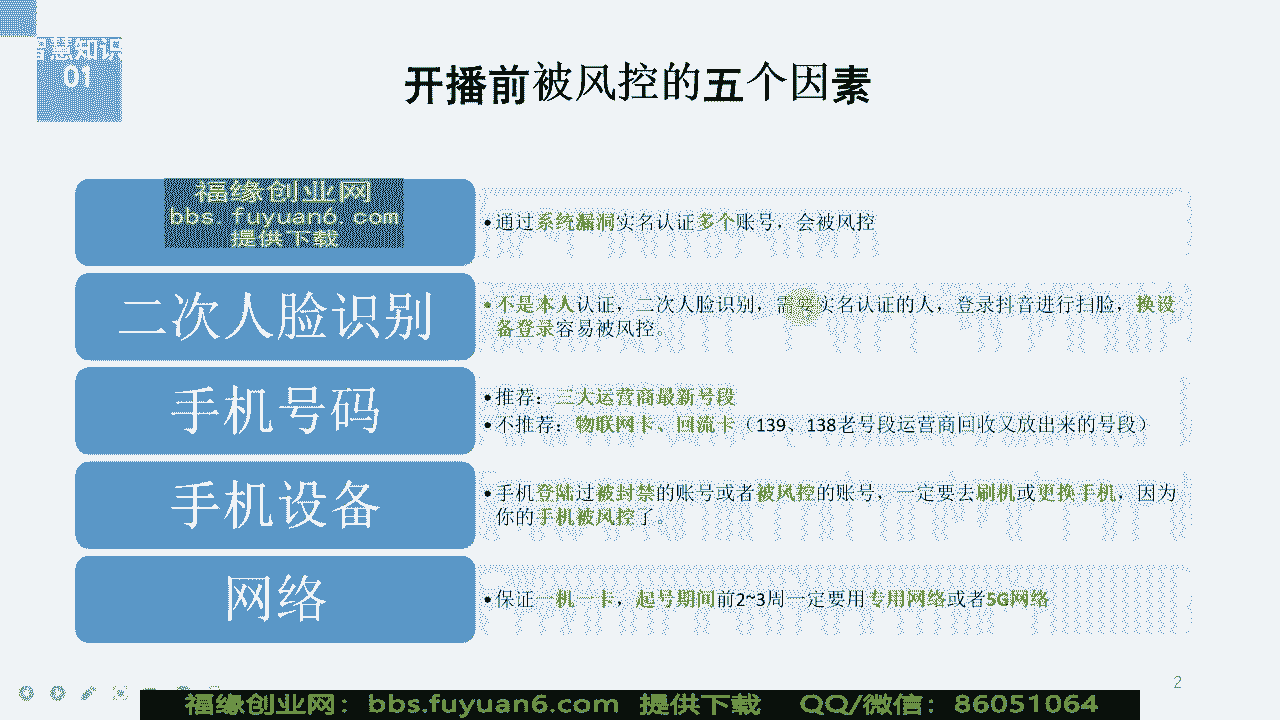 智慧知识
01
开播前被风控的五个因素
福缘创业网
bbs.fuyuan6.com
提供下载
•通过系统漏洞实名认证多个账号，会被风控
二次人脸识别
•不是本人认证，二次人脸识别，需要实名认证的人，登录抖音进行扫脸，换设
备登录容易被风控。
手机号码
•推荐：三大运营商最新号段
•不推荐：物联网卡、回流卡（139、138老号段运营商回收又放出来的号段）
手机设备
•手机登陆过被封禁的账号或者被风控的账号，一定要去刷机或更换手机，因为
你的手机被风控了。
网络
•保证一机一卡，起号期间前2~3周一定要用专用网络或者5G网络
2
福缘创业网：bbs.fuyuan6.com 提供下载 QQ/微信：86051064